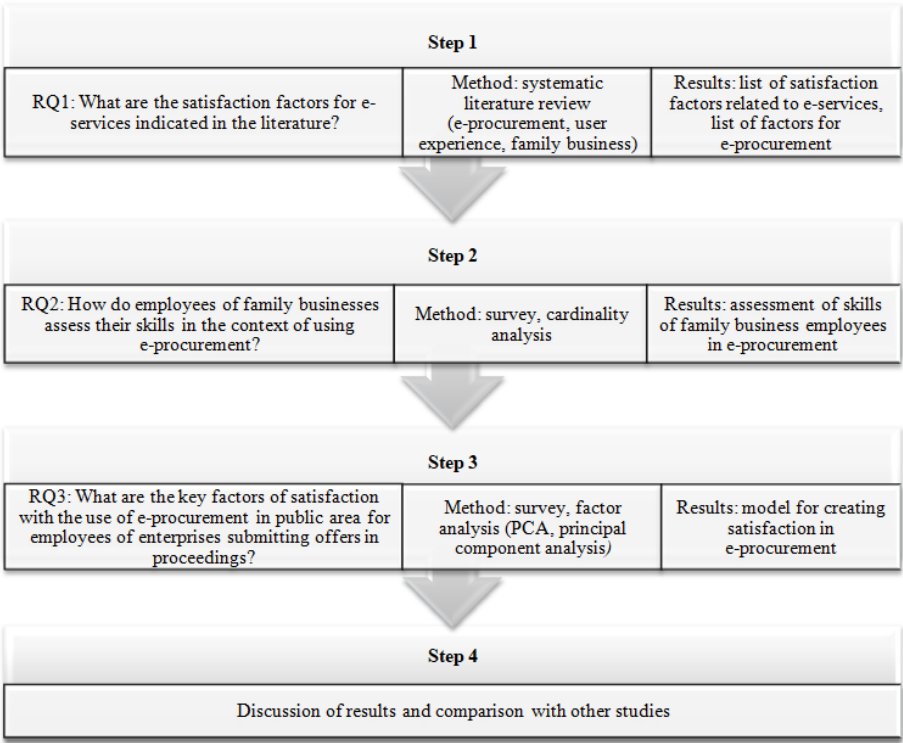 Step 1
RQ1: What are the satisfaction factors for e-
services indicated in the literature?
Method: systematic
literature review
(e-procurement, user
experience, family business)
Results: list of satisfaction
factors related to e-services,
list of factors for
e-procurement
Step 2
RQ2: How do employees of family businesses
assess their skills in the context of using
e-procurement?
Method: survey, cardinality
analysis
Results: assessment of skills
of family business employees
in e-procurement
Step 3
RQ3: What are the key factors of satisfaction
with the use of e-procurement in public area for
employees of enterprises submitting offers in
proceedings?
Method: survey, factor
analysis (PCA, principal
component analysis)
Results: model for creating
satisfaction in
e-procurement
Step 4
Discussion of results and comparison with other studies